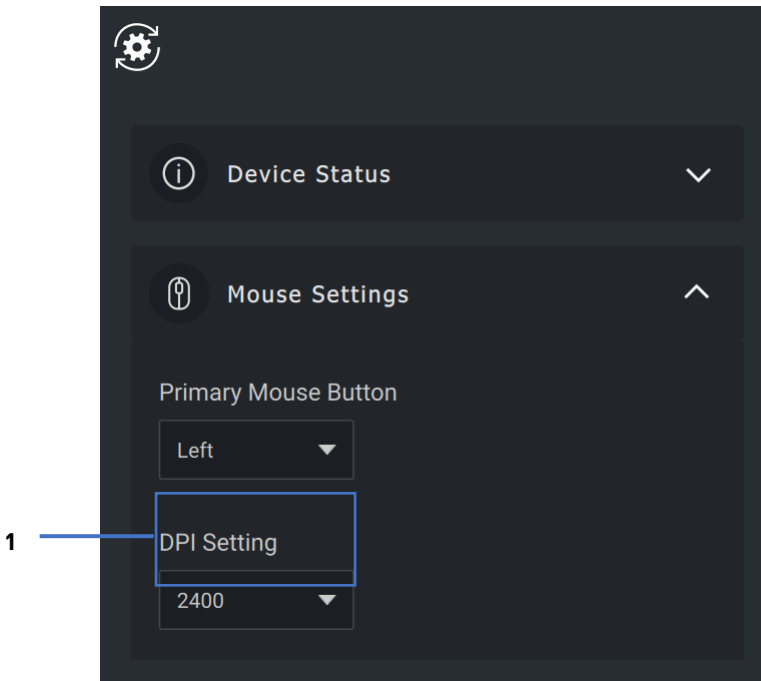 Device Status
Mouse Settings
Primary Mouse Button
Left
1
DPI Setting
2400